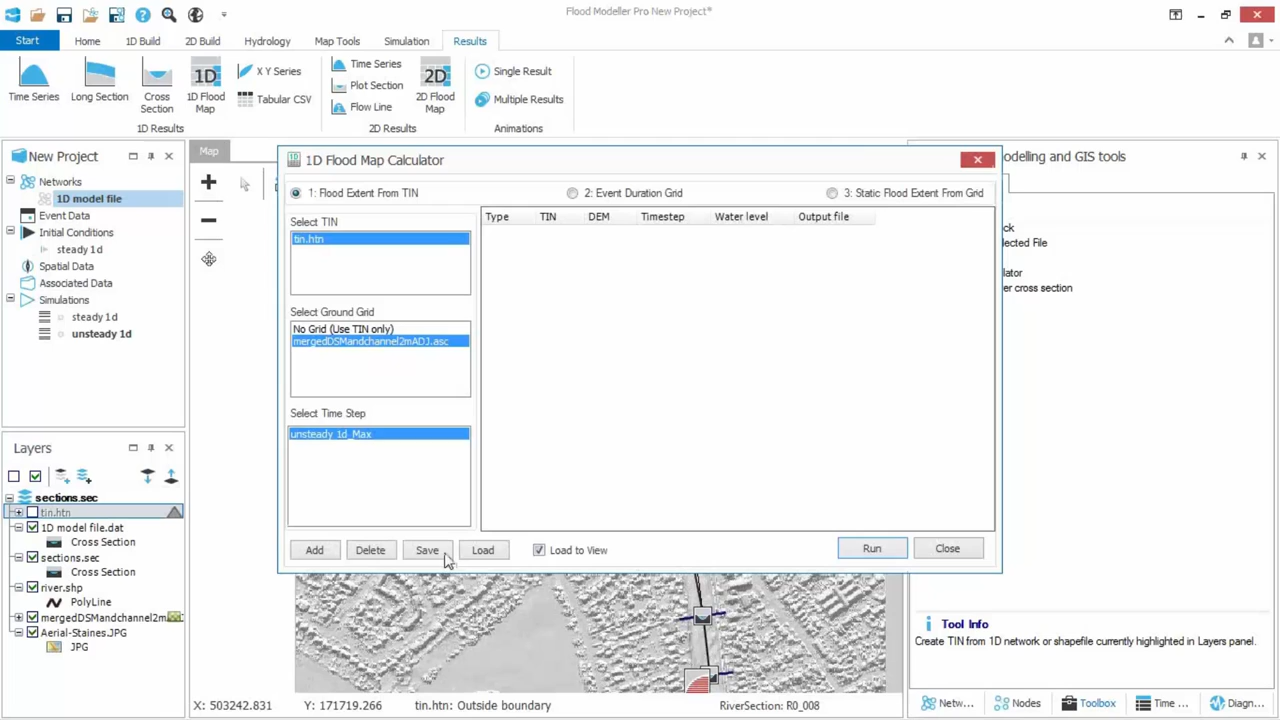 Flood Modeller Pro New Project*
Start
Home
1D Build
2D Build
Hydrology
Map Tools
Simulation
Results
Time Series
Long Section
Cross Section
1D
1D Flood Map
X Y Series
Tabular CSV
1D Results
Time Series
Plot Section
Flow Line
2D
2D Flood Map
2D Results
Single Result
Multiple Results
Animations
New Project
Networks
1D model file
Event Data
Initial Conditions
steady 1d
Spatial Data
Associated Data
Simulations
steady 1d
unsteady 1d
Layers
sections.sec
tin.htn
1D model file.dat
Cross Section
sections.sec
Cross Section
river.shp
PolyLine
mergedDSMandchannel2m
Aerial-Staines.JPG
JPG
Map
1D Flood Map Calculator
1: Flood Extent From TIN
2: Event Duration Grid
3: Static Flood Extent From Grid
Select TIN
tin.htn
Select Ground Grid
No Grid (Use TIN only)
mergedDSMandchannel2mADJ.asc
Select Time Step
unsteady 1d_Max
Type TIN DEM Timestep Water level Output file
Add
Delete
Save
Load
Load to View
Run
Close
odelling and GIS tools
ck
elected File
lator
er cross section
Tool Info
Create TIN from 1D network or shapefile currently highlighted in Layers panel.
X: 503242.831
Y: 171719.266
tin.htn: Outside boundary
RiverSection: R0_008
Netw...
Nodes
Toolbox
Time ...
Diagn...